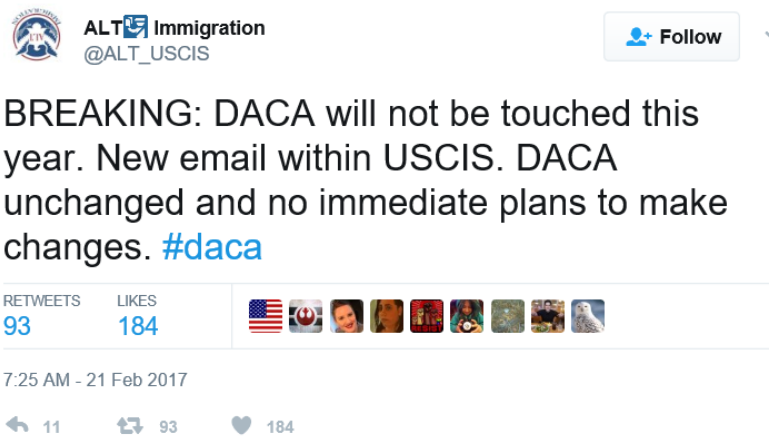 ALT Immigration
@ALT_USCIS
Follow
BREAKING: DACA will not be touched this
year. New email within USCIS. DACA
unchanged and no immediate plans to make
changes. #daca
RETWEETS LIKES
93 184
7:25 AM - 21 Feb 2017
11 93 184